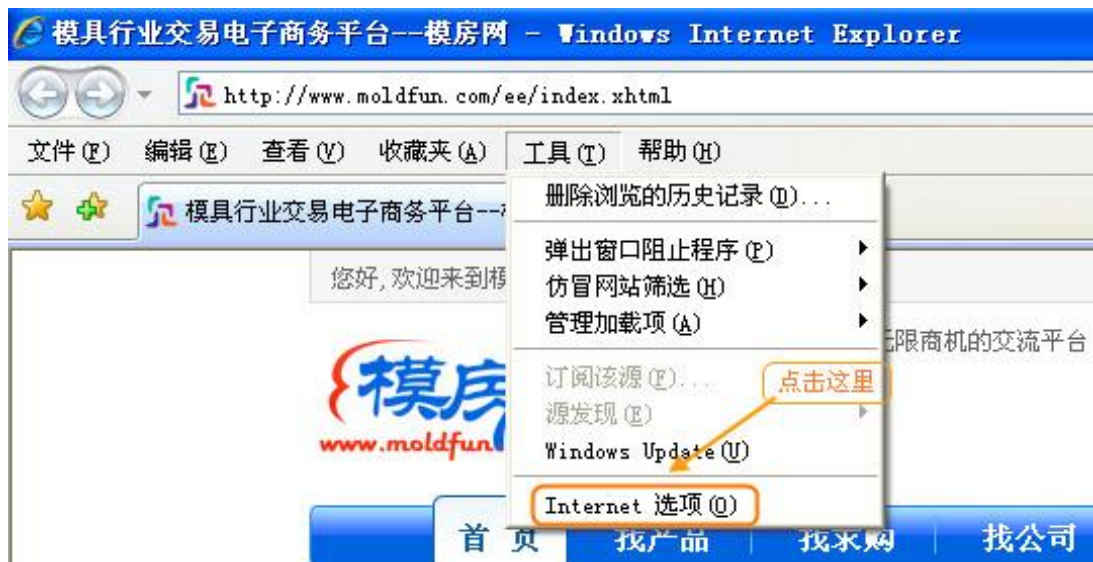 模具行业交易电子商务平台--模房网 - Windows Internet Explorer
http://www.moldfun.com/ee/index.xhtml
文件(F) 编辑(E) 查看(V) 收藏夹(A) 工具(T) 帮助(H)
模具行业交易电子商务平台--
删除浏览的历史记录(D)...
弹出窗口阻止程序(P)
仿冒网站筛选(H)
管理加载项(A)
订阅该源(F)...
源发现(E)
Windows Update(U)
Internet 选项(O)
点击这里
您好,欢迎来到模
无限商机的交流平台
模房
www.moldfun
首页 找产品 找求购 找公司